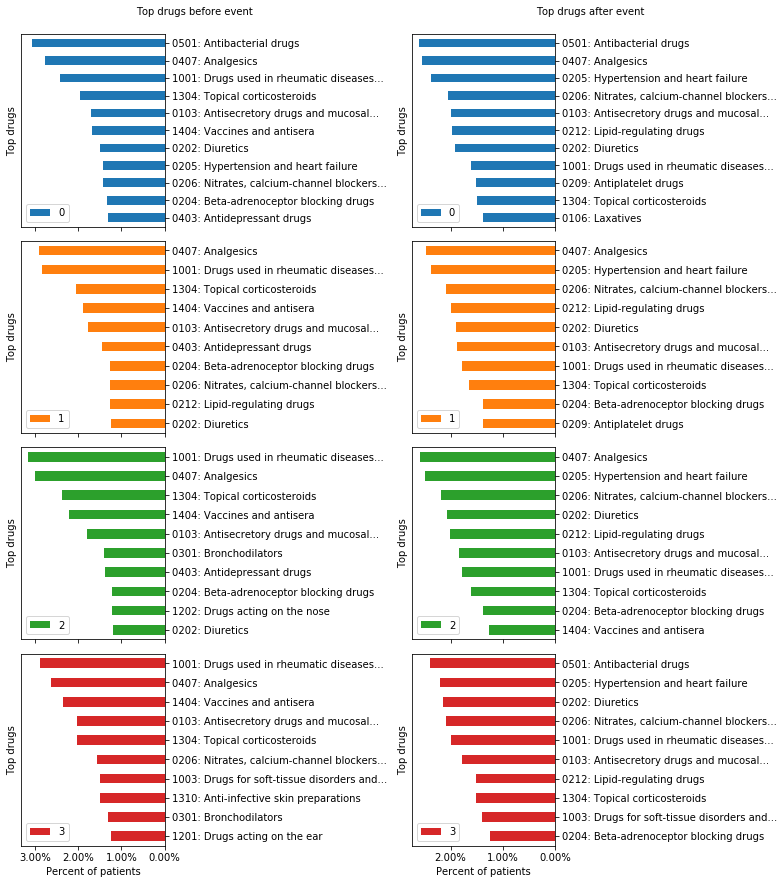 Top drugs before event
Top drugs
0501: Antibacterial drugs
0407: Analgesics
1001: Drugs used in rheumatic diseases...
1304: Topical corticosteroids
0103: Antisecretory drugs and mucosal...
1404: Vaccines and antisera
0202: Diuretics
0205: Hypertension and heart failure
0206: Nitrates, calcium-channel blockers...
0204: Beta-adrenoceptor blocking drugs
0403: Antidepressant drugs
0
Top drugs
0407: Analgesics
1001: Drugs used in rheumatic diseases...
1304: Topical corticosteroids
1404: Vaccines and antisera
0103: Antisecretory drugs and mucosal...
0403: Antidepressant drugs
0204: Beta-adrenoceptor blocking drugs
0206: Nitrates, calcium-channel blockers...
0212: Lipid-regulating drugs
0202: Diuretics
1
Top drugs
1001: Drugs used in rheumatic diseases...
0407: Analgesics
1304: Topical corticosteroids
1404: Vaccines and antisera
0103: Antisecretory drugs and mucosal...
0301: Bronchodilators
0403: Antidepressant drugs
0204: Beta-adrenoceptor blocking drugs
1202: Drugs acting on the nose
0202: Diuretics
2
Top drugs
1001: Drugs used in rheumatic diseases...
0407: Analgesics
1404: Vaccines and antisera
0103: Antisecretory drugs and mucosal...
1304: Topical corticosteroids
0206: Nitrates, calcium-channel blockers...
1003: Drugs for soft-tissue disorders and...
1310: Anti-infective skin preparations
0301: Bronchodilators
1201: Drugs acting on the ear
3
3.00% 2.00% 1.00% 0.00%
Percent of patients
Top drugs after event
Top drugs
0501: Antibacterial drugs
0407: Analgesics
0205: Hypertension and heart failure
0206: Nitrates, calcium-channel blockers...
0103: Antisecretory drugs and mucosal...
0212: Lipid-regulating drugs
0202: Diuretics
1001: Drugs used in rheumatic diseases...
0209: Antiplatelet drugs
1304: Topical corticosteroids
0106: Laxatives
0
Top drugs
0407: Analgesics
0205: Hypertension and heart failure
0206: Nitrates, calcium-channel blockers...
0212: Lipid-regulating drugs
0202: Diuretics
0103: Antisecretory drugs and mucosal...
1001: Drugs used in rheumatic diseases...
1304: Topical corticosteroids
0204: Beta-adrenoceptor blocking drugs
0209: Antiplatelet drugs
1
Top drugs
0407: Analgesics
0205: Hypertension and heart failure
0206: Nitrates, calcium-channel blockers...
0202: Diuretics
0212: Lipid-regulating drugs
0103: Antisecretory drugs and mucosal...
1001: Drugs used in rheumatic diseases...
1304: Topical corticosteroids
0204: Beta-adrenoceptor blocking drugs
1404: Vaccines and antisera
2
Top drugs
0501: Antibacterial drugs
0205: Hypertension and heart failure
0202: Diuretics
0206: Nitrates, calcium-channel blockers...
1001: Drugs used in rheumatic diseases...
0103: Antisecretory drugs and mucosal...
0212: Lipid-regulating drugs
1304: Topical corticosteroids
1003: Drugs for soft-tissue disorders and...
0204: Beta-adrenoceptor blocking drugs
3
2.00% 1.00% 0.00%
Percent of patients